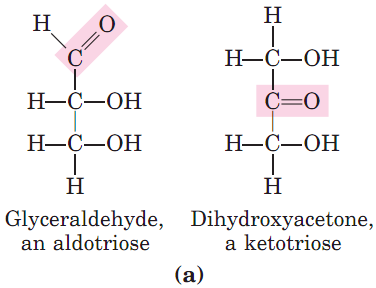 H O
C
H—C—OH
H—C—OH
H
Glyceraldehyde,
an aldotriose
H
H—C—OH
C=O
H—C—OH
H
Dihydroxyacetone,
a ketotriose
(a)